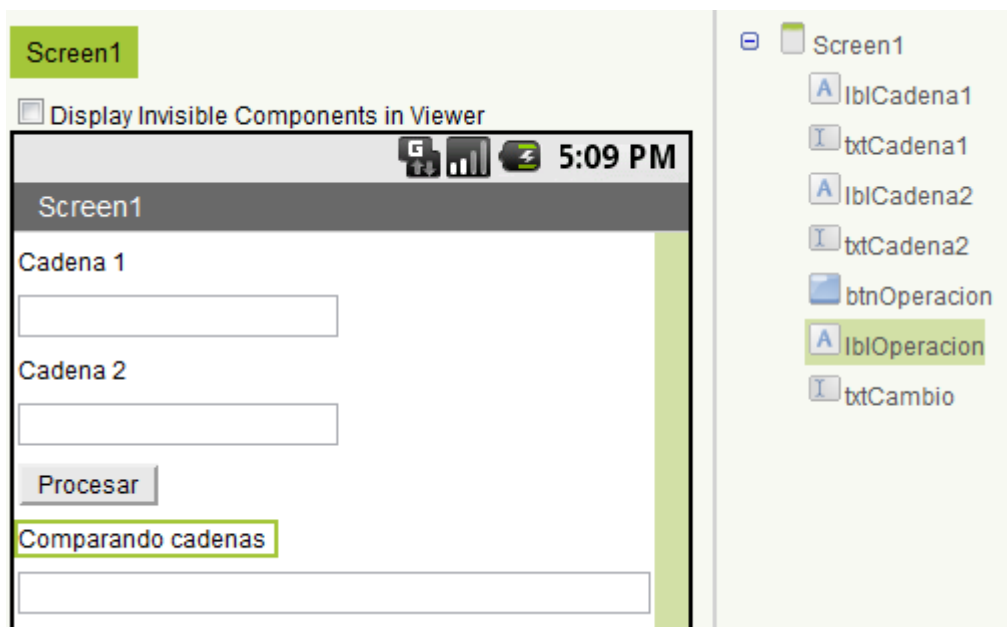 Screen1
Display Invisible Components in Viewer
G 5:09 PM
Screen1
Cadena 1
Cadena 2
Procesar
Comparando cadenas
Screen1
A lblCadena1
txtCadena1
A lblCadena2
txtCadena2
btnOperacion
A lblOperacion
txtCambio